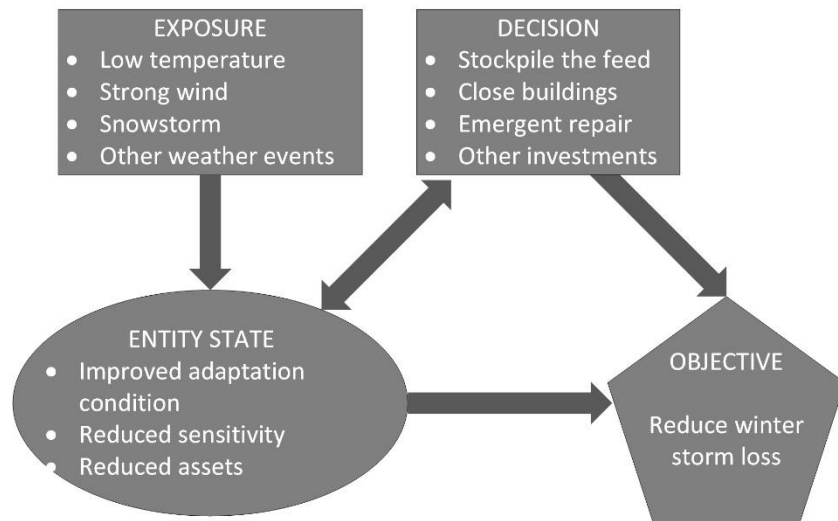 EXPOSURE
• Low temperature
• Strong wind
• Snowstorm
• Other weather events
DECISION
• Stockpile the feed
• Close buildings
• Emergent repair
• Other investments
ENTITY STATE
• Improved adaptation
condition
• Reduced sensitivity
• Reduced assets
OBJECTIVE
Reduce winter
storm loss